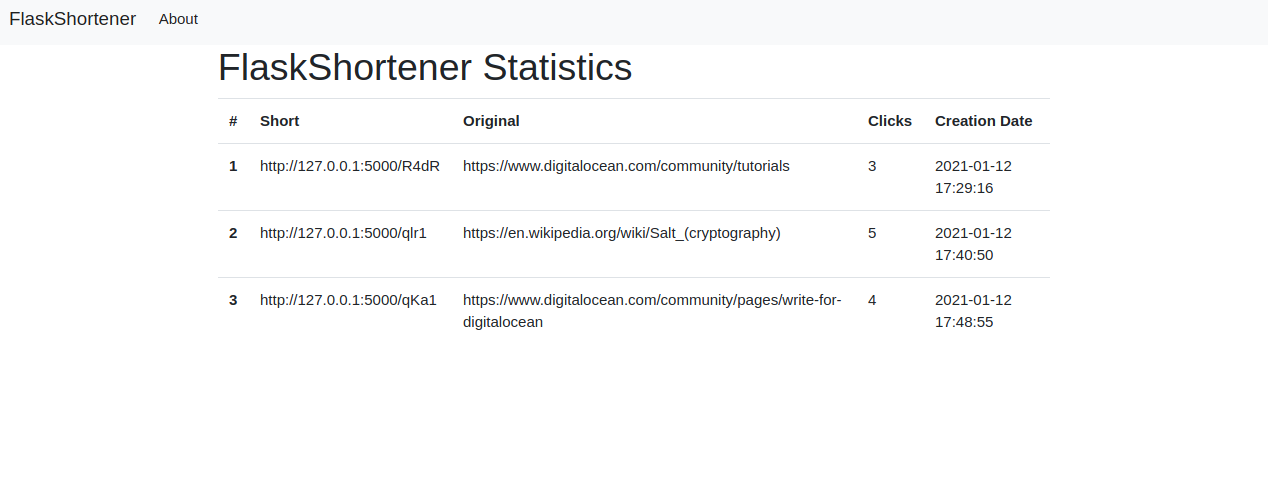 FlaskShortener About
FlaskShortener Statistics
# Short Original Clicks Creation Date
1 http://127.0.0.1:5000/R4dR https://www.digitalocean.com/community/tutorials 3 2021-01-12
17:29:16
2 http://127.0.0.1:5000/qlr1 https://en.wikipedia.org/wiki/Salt_(cryptography) 5 2021-01-12
17:40:50
3 http://127.0.0.1:5000/qKa1 https://www.digitalocean.com/community/pages/write-for- 4 2021-01-12
digitalocean 17:48:55